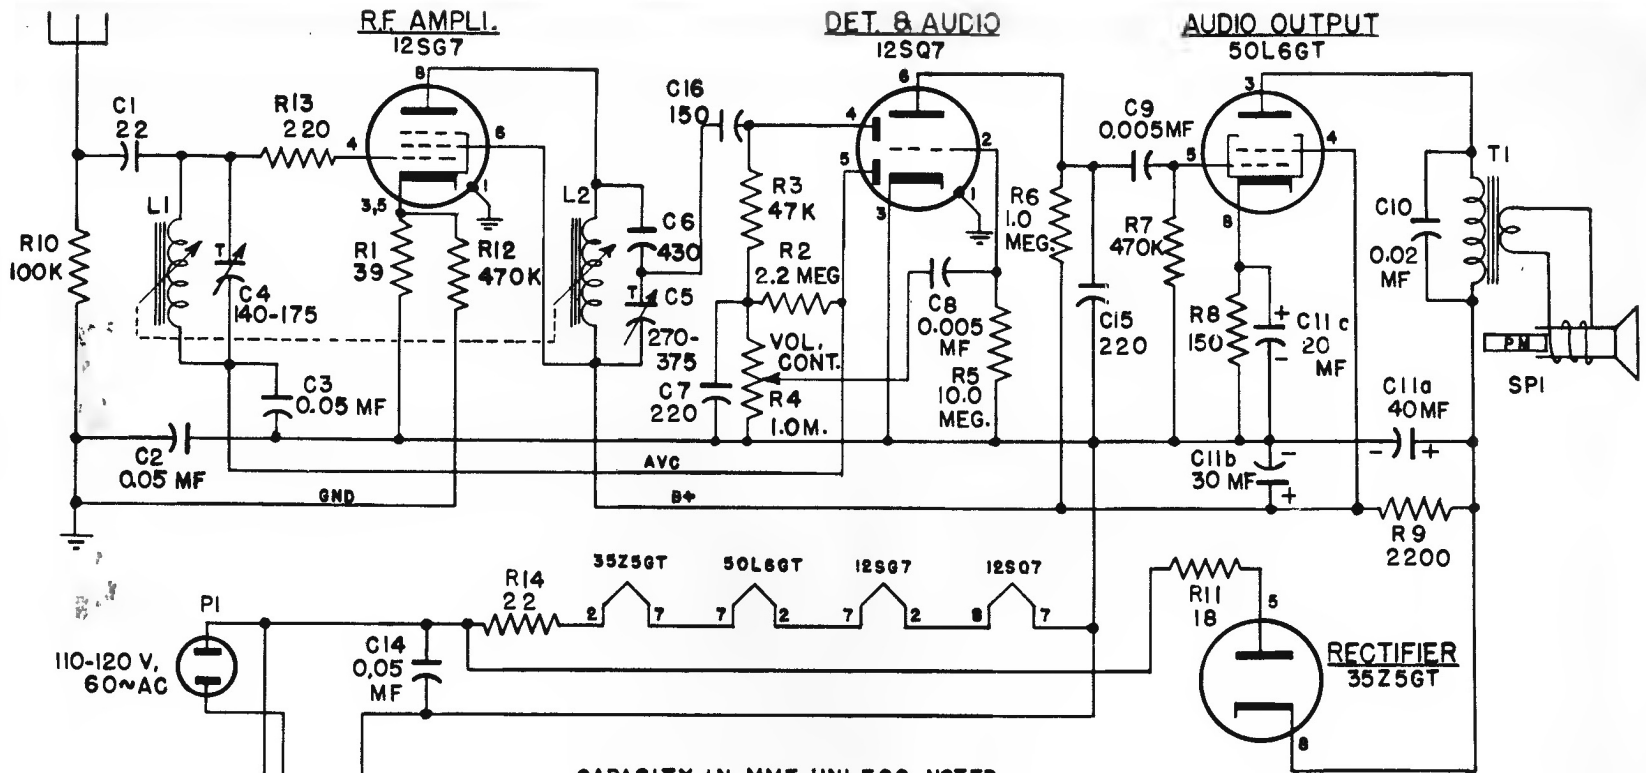 R.F. AMPLI.
12SG7
DET. & AUDIO
12SQ7
AUDIO OUTPUT
50L6GT
8
6
3
C1
22
R13
220
4
6
C16
150
4
5
2
C9
0.005MF
5
4
T1
L1
1
3,5
L2
C6
430
R3
47K
3
1
R6
1.0
MEG.
R7
470K
8
C10
0.02
MF
R10
100K
T
C4
140-175
R1
39
R12
470K
T
C5
270-
375
R2
2.2 MEG
C8
0.005
MF
C15
220
R8
150
+
C11c
20
MF
-
PM
SP1
VOL.
CONT.
R4
1.0M.
C7
220
R5
10.0
MEG.
C3
0.05 MF
C11a
40MF
-
+
C2
0.05 MF
AVC
C11b
30 MF
-
+
GND
B+
R9
2200
35Z5GT
50L6GT
12SG7
12SQ7
R14
22
2
7
7
2
7
2
8
7
R11
18
5
P1
110-120 V.
60~AC
C14
0.05
MF
RECTIFIER
35Z5GT
8
CAPACITY IN MMF UNLESS NOTED